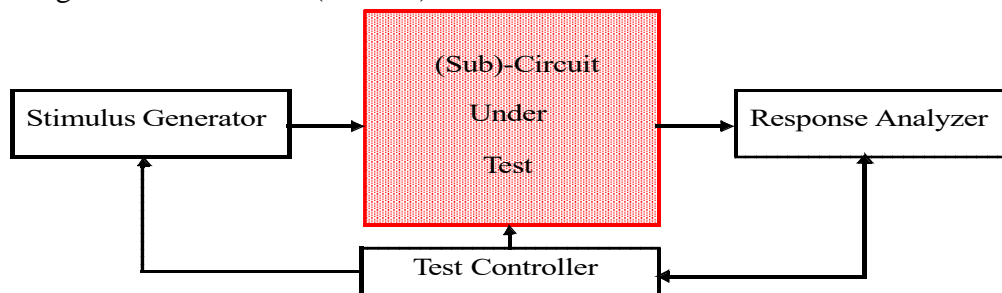 (Sub)-Circuit
Under
Test
Stimulus Generator
Response Analyzer
Test Controller